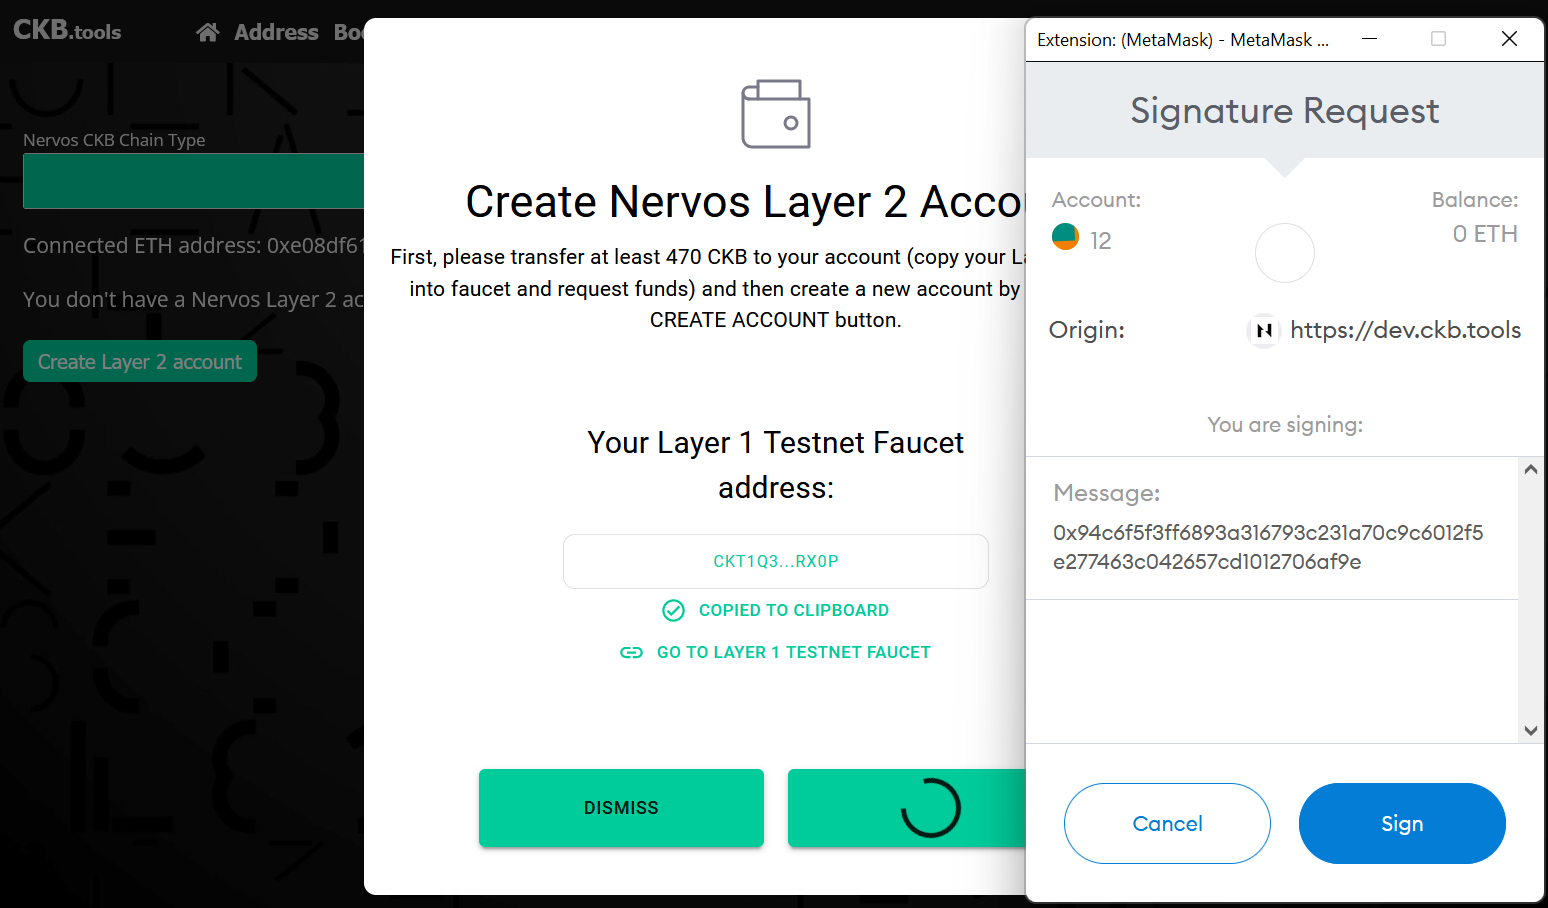 CKB.tools
Address
Nervos CKB Chain Type
Connected ETH address: 0xe08df61
You don't have a Nervos Layer 2 ac
Create Layer 2 account
Create Nervos Layer 2 Acco
First, please transfer at least 470 CKB to your account (copy your La
into faucet and request funds) and then create a new account by
CREATE ACCOUNT button.
Your Layer 1 Testnet Faucet
address:
CKT1Q3...RX0P
COPIED TO CLIPBOARD
GO TO LAYER 1 TESTNET FAUCET
DISMISS
Extension: (MetaMask) - MetaMask ...
Signature Request
Account:
12
Balance:
0 ETH
Origin:
https://dev.ckb.tools
You are signing:
Message:
0x94c6f5f3ff6893a316793c231a70c9c6012f5
e277463c042657cd1012706af9e
Cancel
Sign